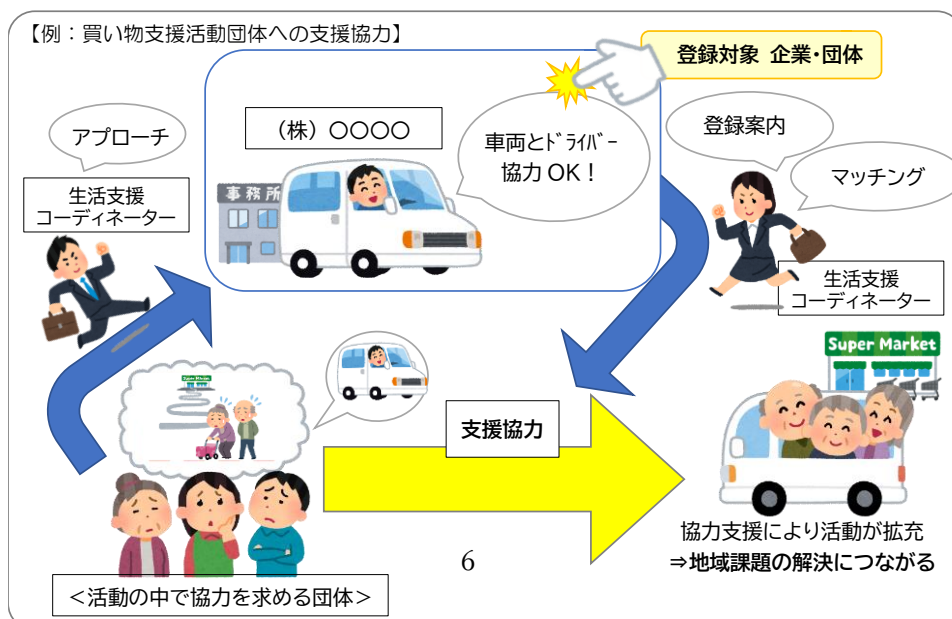 【例：買い物支援活動団体への支援協力】
登録対象 企業・団体
アプローチ
（株）〇〇〇〇
車両とﾄﾞﾗｲﾊﾞｰ
協力 OK！
登録案内
マッチング
生活支援
コーディネーター
事務所
生活支援
コーディネーター
Super Market
Super Market
支援協力
協力支援により活動が拡充
⇒地域課題の解決につながる
6
＜活動の中で協力を求める団体＞